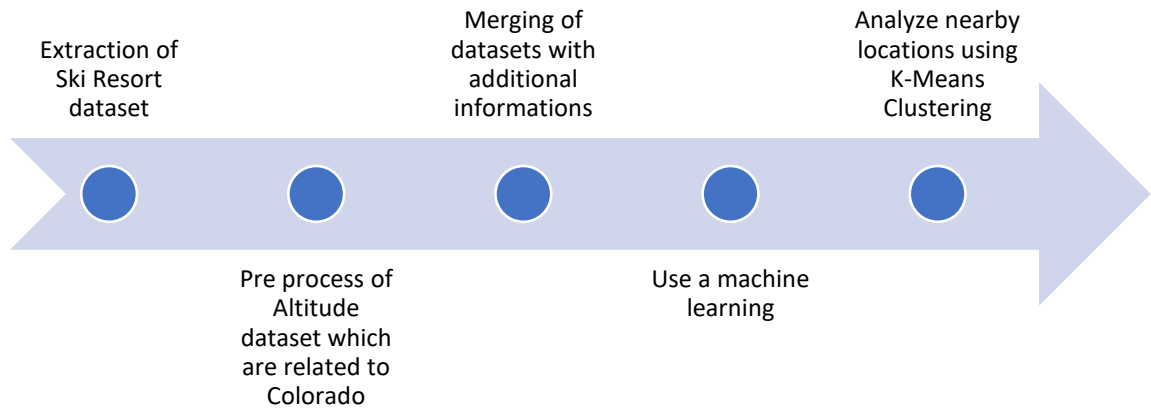 Extraction of
Ski Resort
dataset
Pre process of
Altitude
dataset which
are related to
Colorado
Merging of
datasets with
additional
informations
Use a machine
learning
Analyze nearby
locations using
K-Means
Clustering